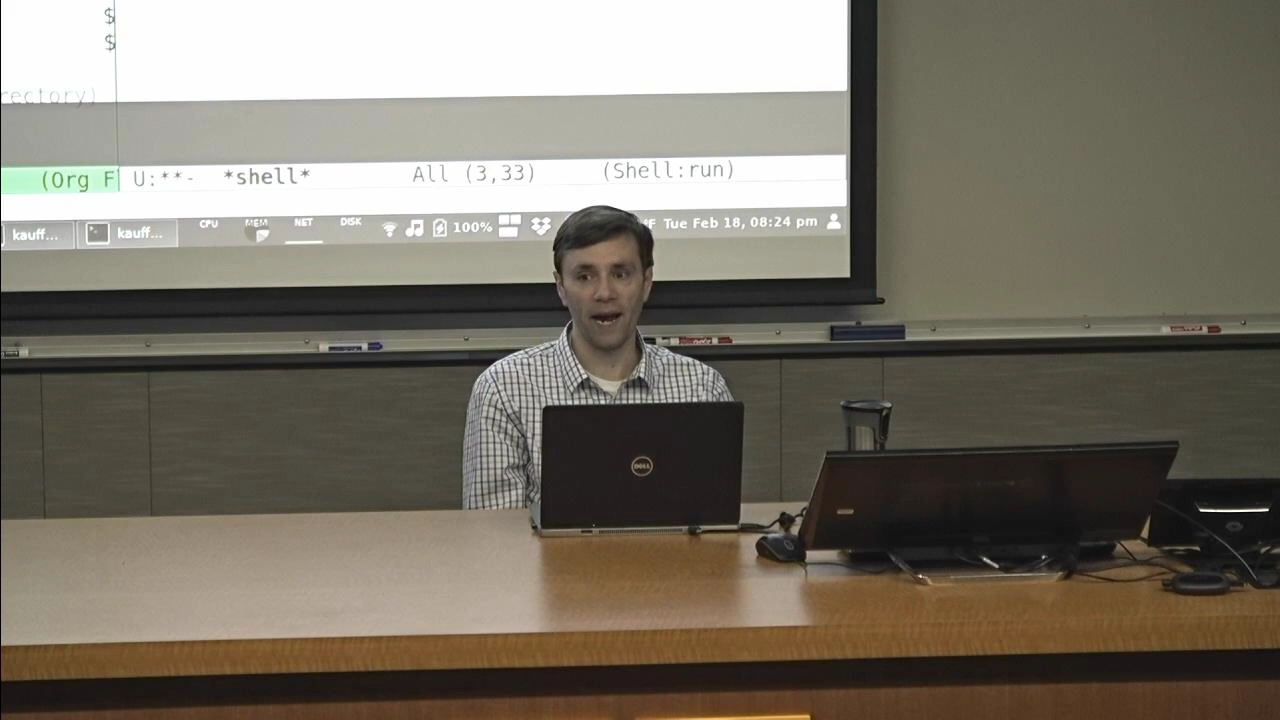 $
$
rectory)
(Org F U:**- *shell* All (3,33) (Shell:run)
kauff... kauff... CPU MEM NET DISK 100% °F Tue Feb 18, 08:24 pm
DELL